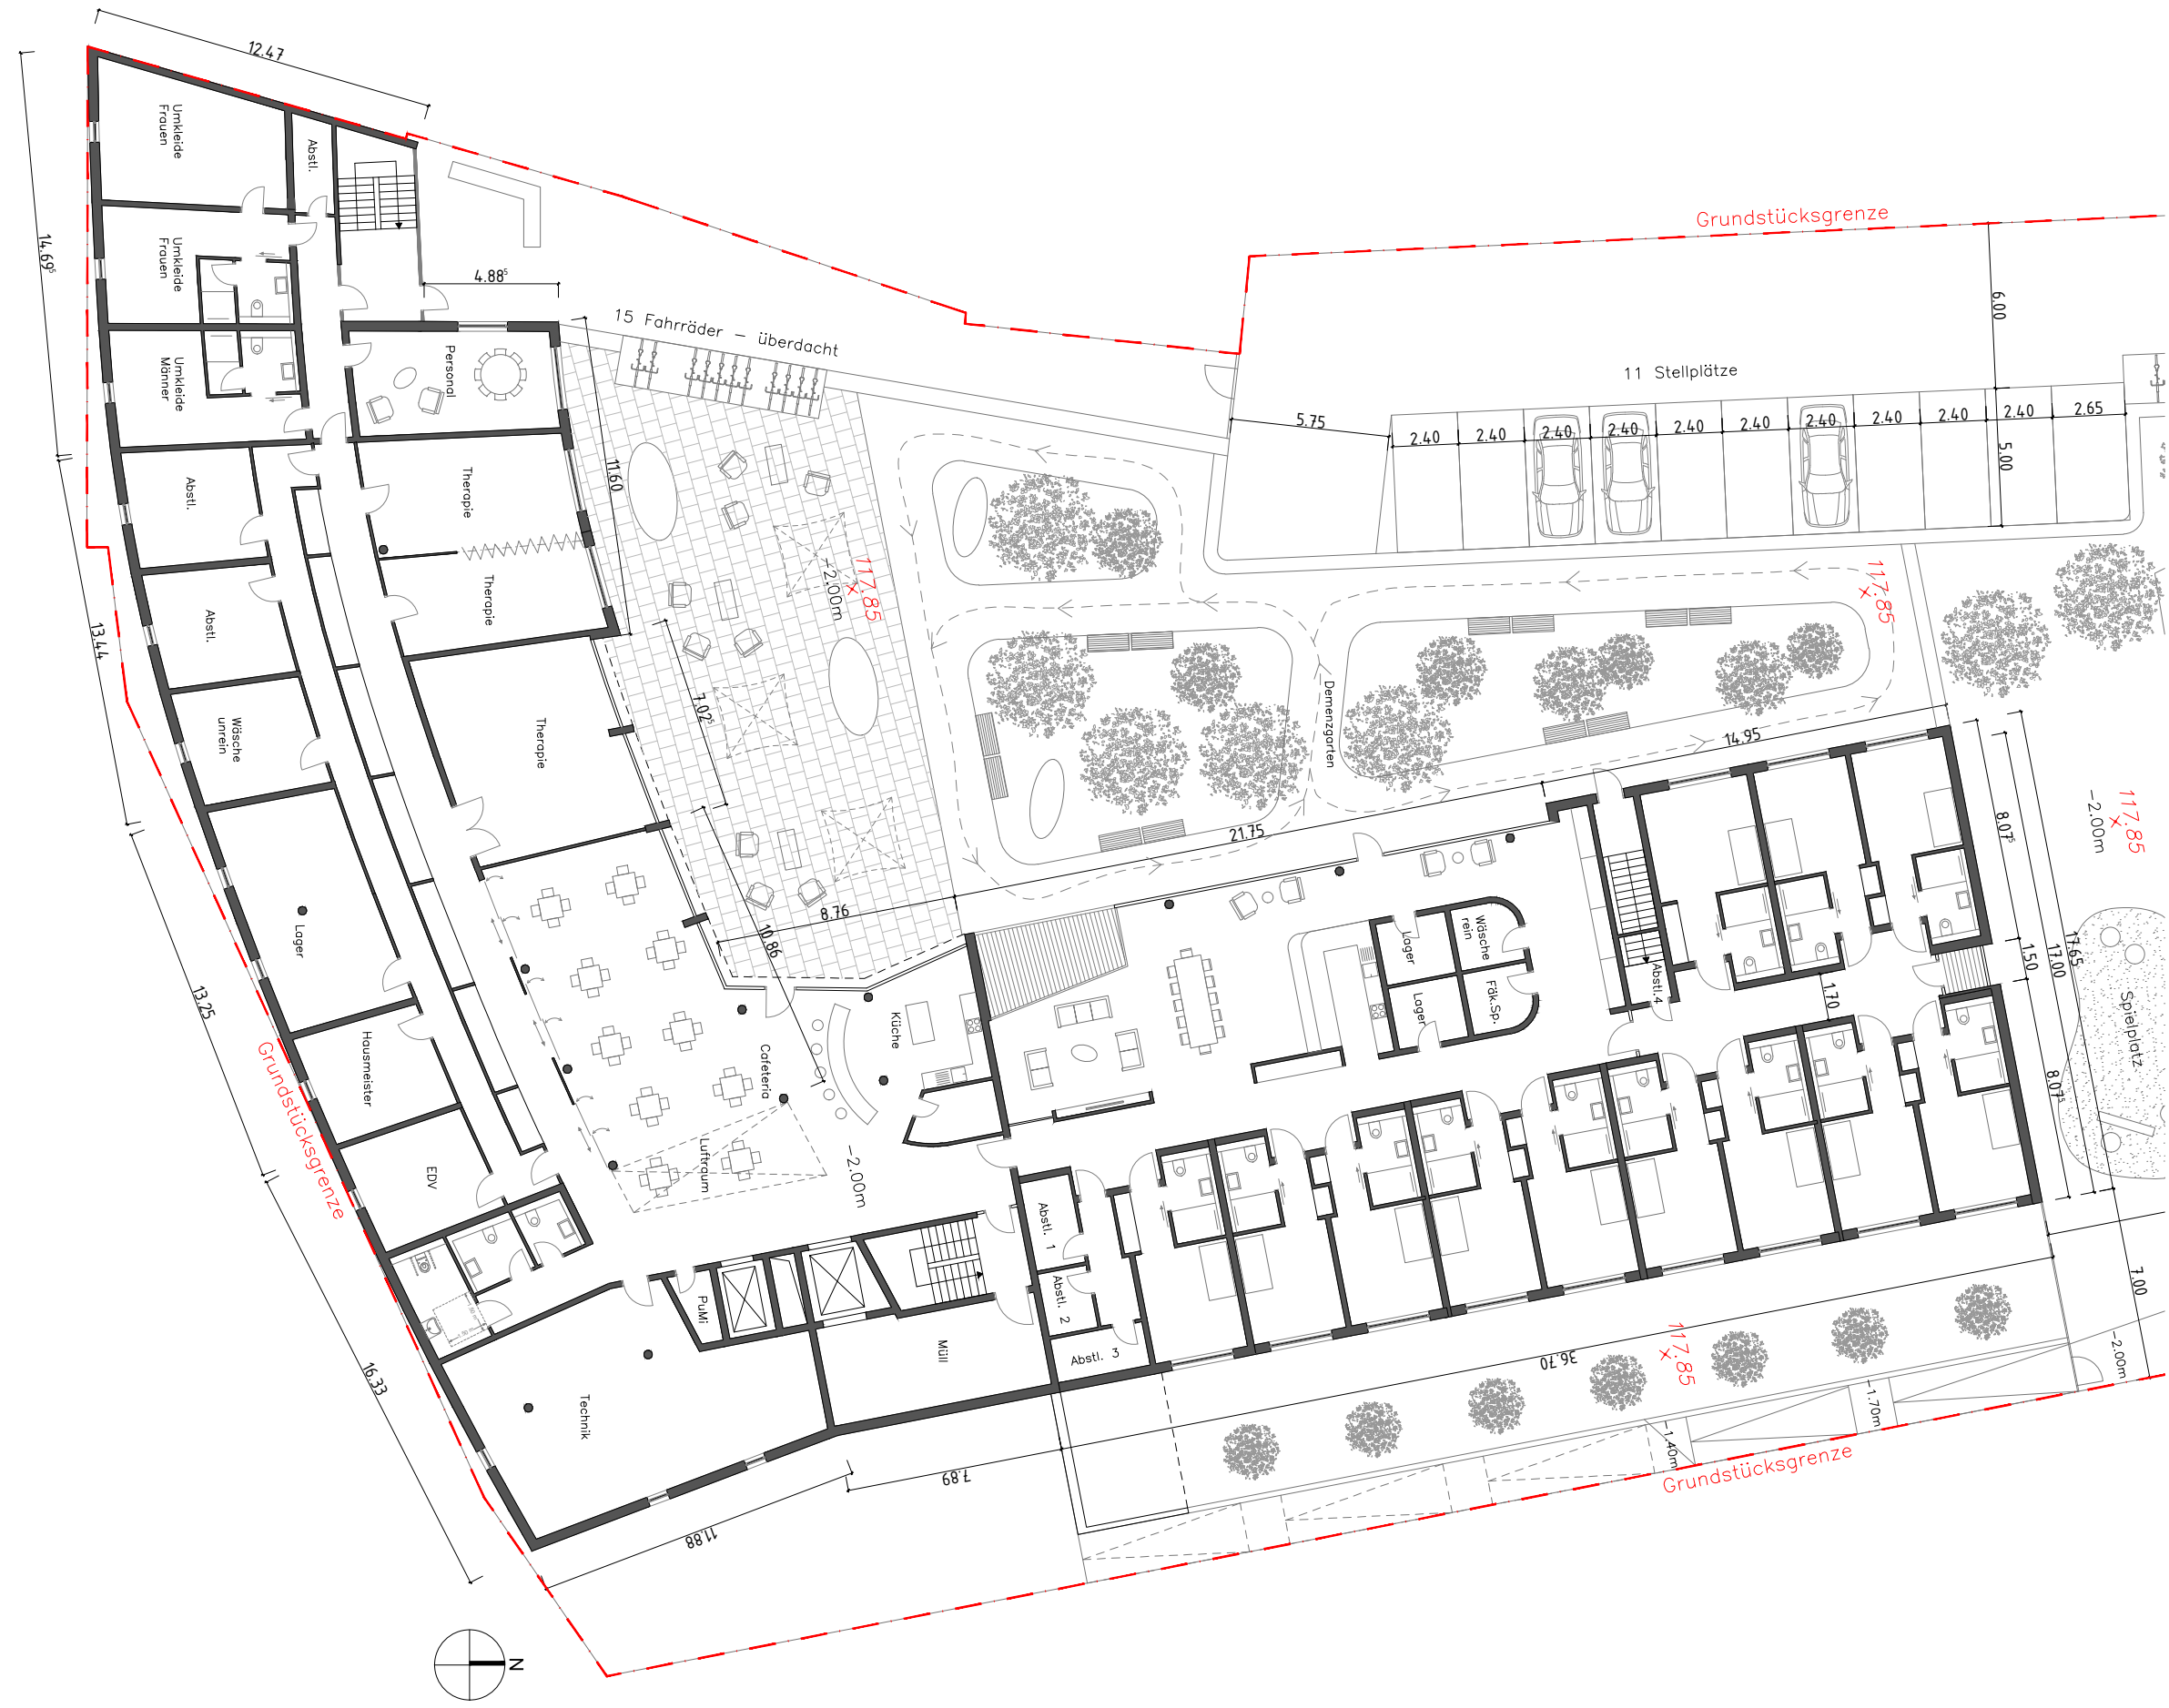 12.47
14.69⁵
Umkleide
Frauen
Abstl.
Umkleide
Frauen
4.88⁵
15 Fahrräder – überdacht
Umkleide
Männer
Personal
Grundstücksgrenze
6.00
11 Stellplätze
5.75
2.40
2.40
2.40
2.40
2.40
2.40
2.40
2.40
2.40
2.40
2.65
5.00
Abstl.
Therapie
11.60
Therapie
Abstl.
13.44
-2.00m
117.85
117.85
Wäsche
unrein
Therapie
7.02⁵
Demenzgarten
14.95
21.75
8.07⁵
117.85
-2.00m
Lager
8.76
10.86
Lager
Wäsche
rein
Lager
Fäk.Sp.
Abstl.4
1.70
1.50
17.00
17.65
Spielplatz
13.25
Grundstücksgrenze
Hausmeister
Cafeteria
Küche
8.07⁵
EDV
Luftraum
-2.00m
Abstl. 1
Abstl. 2
Abstl. 3
7.00
PuMi
Müll
1.50 m
16.33
Technik
36.70
117.85
-2.00m
-1.70m
-1.40m
Grundstücksgrenze
7.89
11.88
N